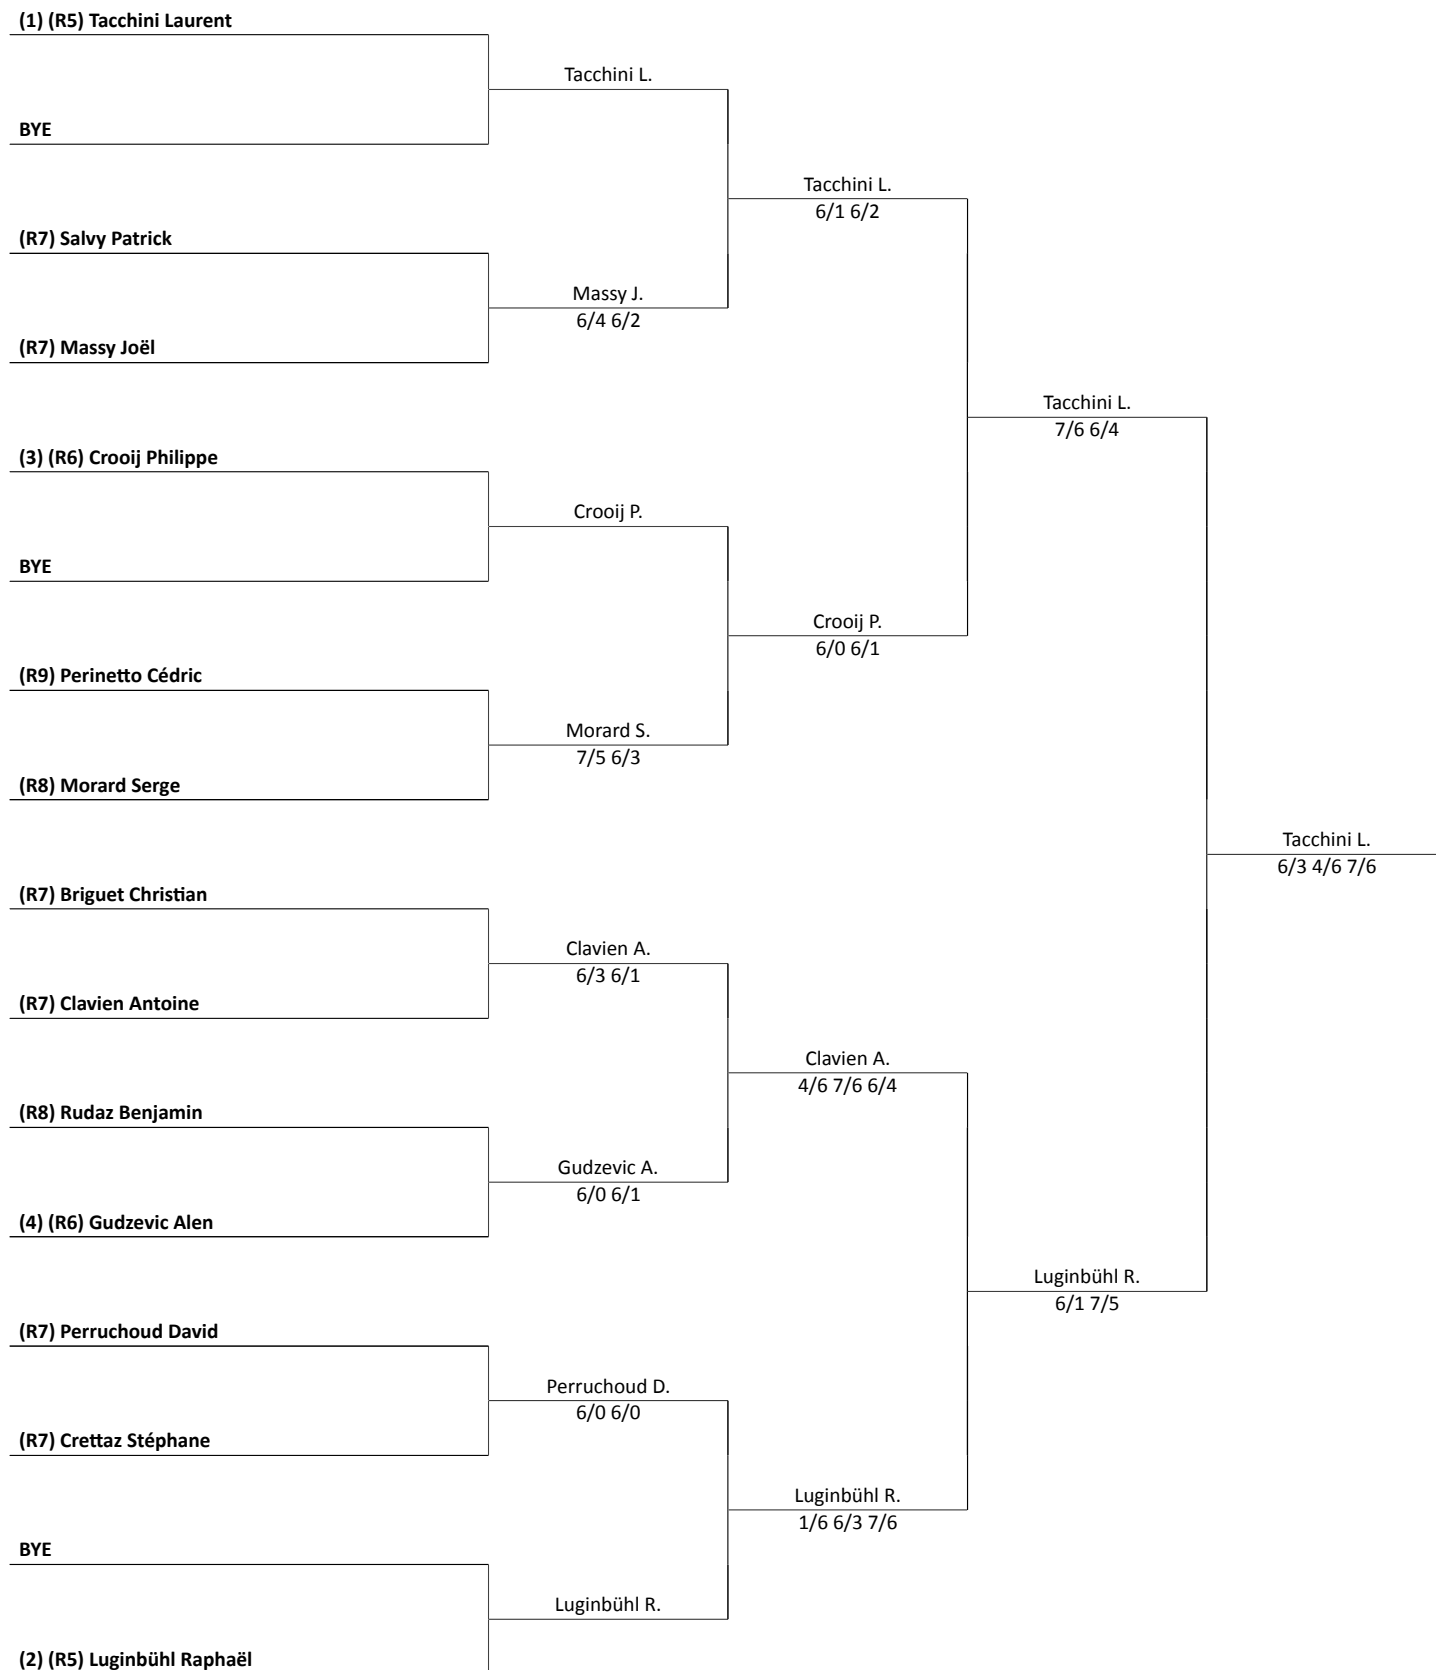 (1) (R5) Tacchini Laurent
Tacchini L.
BYE
Tacchini L.
6/1 6/2
(R7) Salvy Patrick
Massy J.
6/4 6/2
(R7) Massy Joël
Tacchini L.
7/6 6/4
(3) (R6) Crooij Philippe
Crooij P.
BYE
Crooij P.
6/0 6/1
(R9) Perinetto Cédric
Morard S.
7/5 6/3
(R8) Morard Serge
Tacchini L.
6/3 4/6 7/6
(R7) Briguet Christian
Clavien A.
6/3 6/1
(R7) Clavien Antoine
Clavien A.
4/6 7/6 6/4
(R8) Rudaz Benjamin
Gudzevic A.
6/0 6/1
(4) (R6) Gudzevic Alen
Luginbühl R.
6/1 7/5
(R7) Perruchoud David
Perruchoud D.
6/0 6/0
(R7) Crettaz Stéphane
Luginbühl R.
1/6 6/3 7/6
BYE
Luginbühl R.
(2) (R5) Luginbühl Raphaël